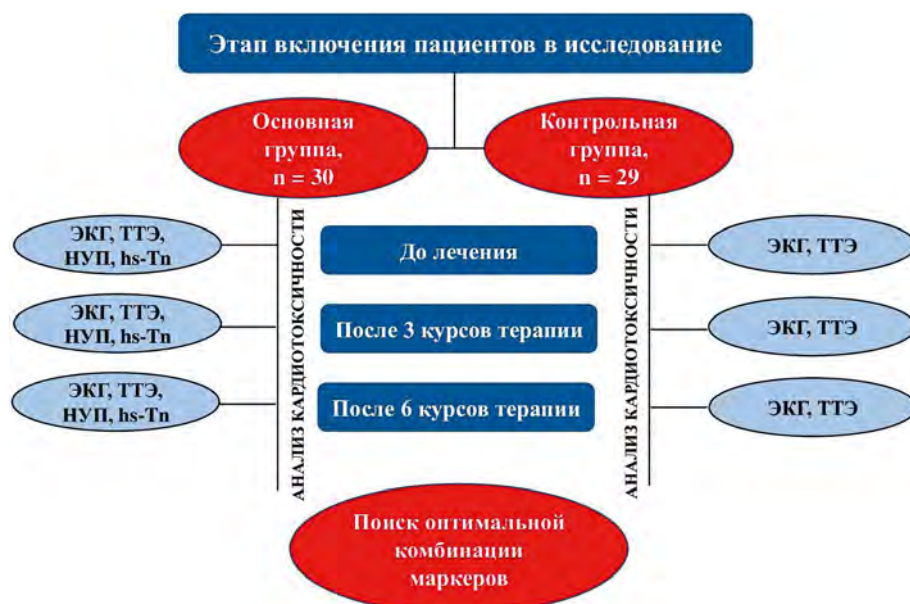 Этап включения пациентов в исследование
Основная
группа,
n = 30
Контрольная
группа,
n = 29
АНАЛИЗ КАРДИОТОКСИЧНОСТИ
АНАЛИЗ КАРДИОТОКСИЧНОСТИ
ЭКГ, ТТЭ,
НУП, hs-Tn
До лечения
ЭКГ, ТТЭ
ЭКГ, ТТЭ,
НУП, hs-Tn
После 3 курсов терапии
ЭКГ, ТТЭ
ЭКГ, ТТЭ,
НУП, hs-Tn
После 6 курсов терапии
ЭКГ, ТТЭ
Поиск оптимальной
комбинации
маркеров